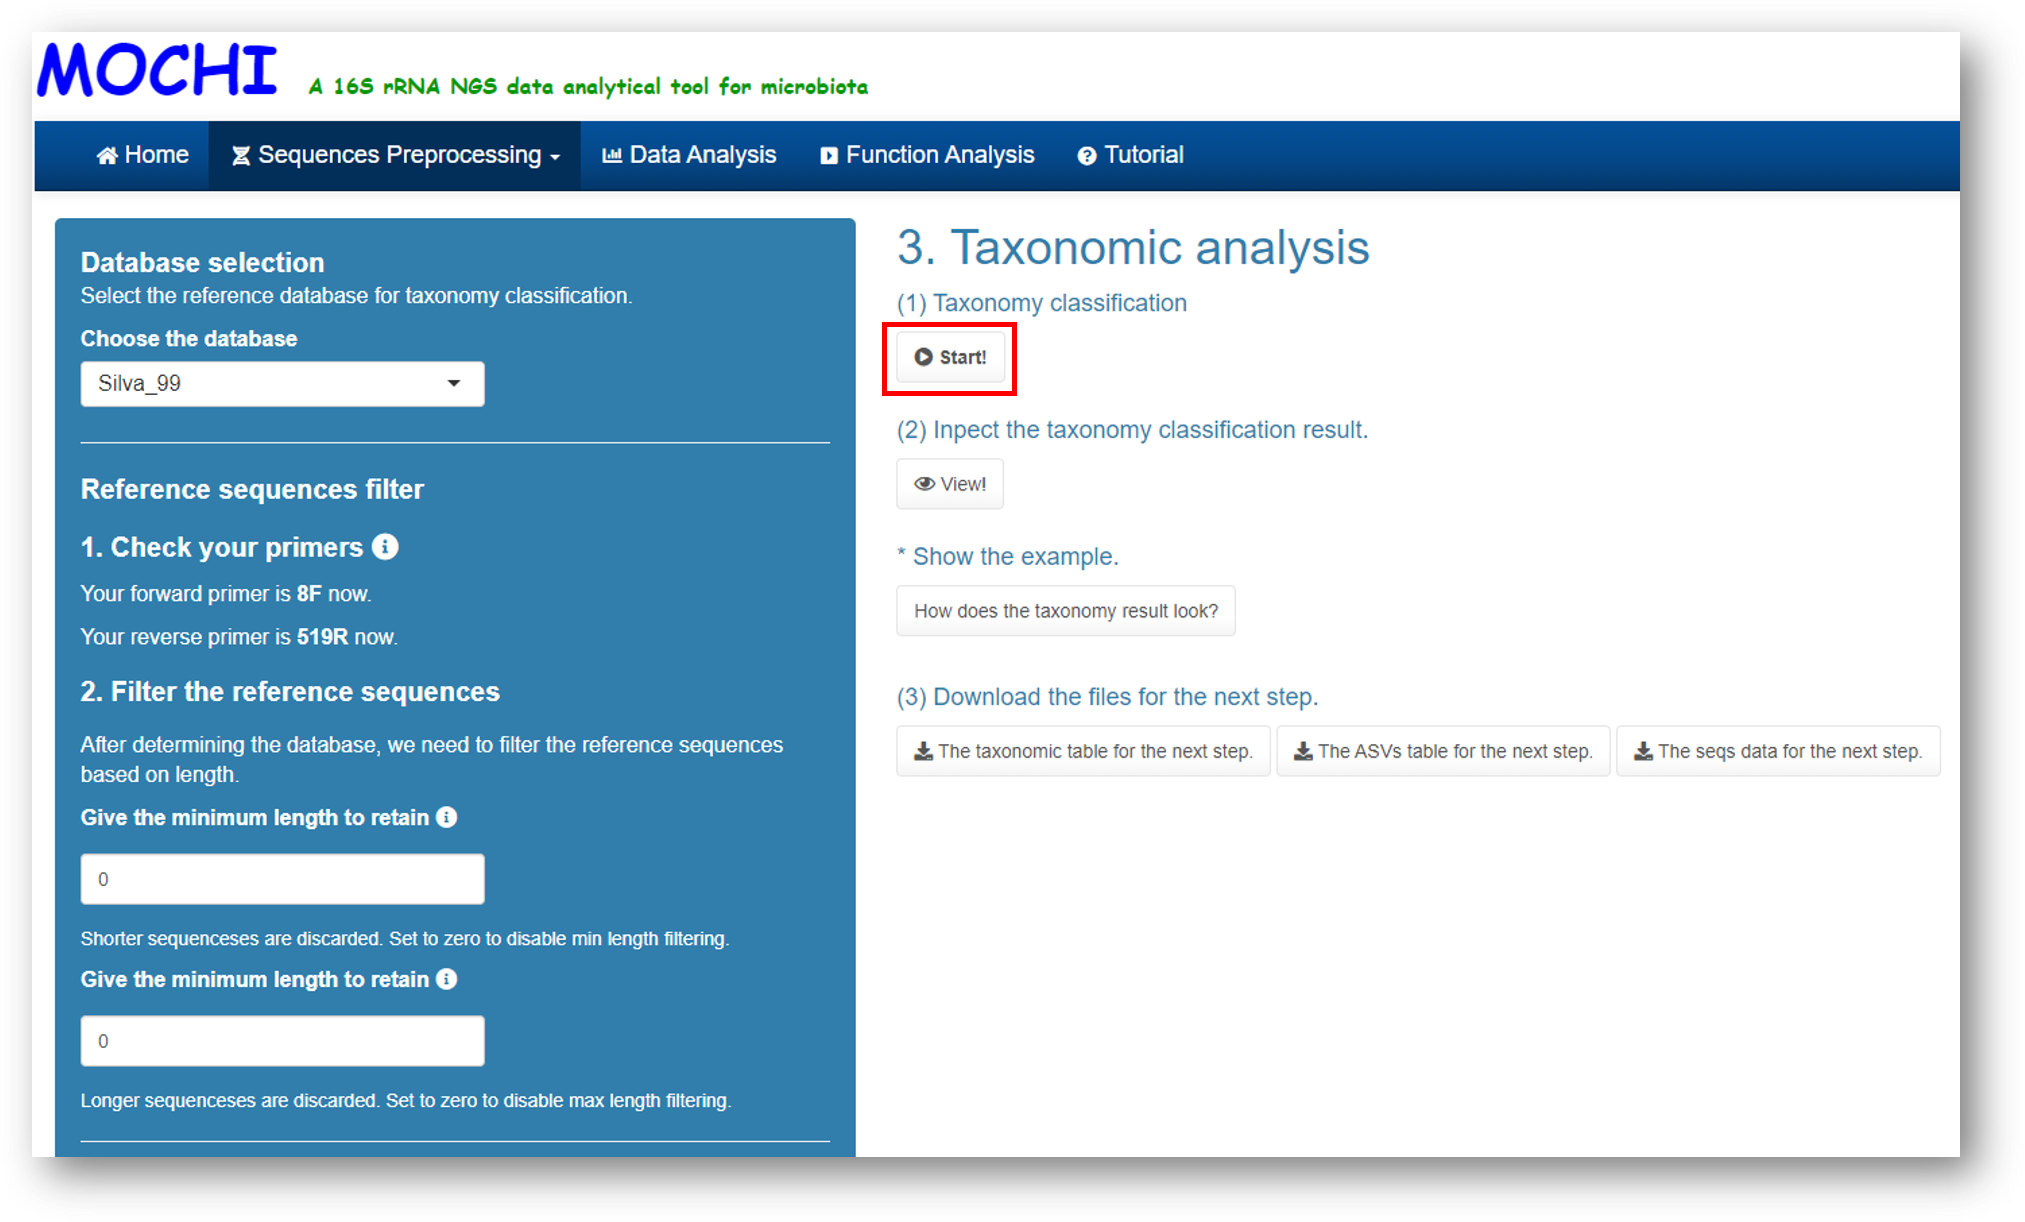 MOCHI A 16S rRNA NGS data analytical tool for microbiota
Home Sequences Preprocessing Data Analysis Function Analysis Tutorial
Database selection
Select the reference database for taxonomy classification.
Choose the database
Silva_99
Reference sequences filter
1. Check your primers
Your forward primer is 8F now.
Your reverse primer is 519R now.
2. Filter the reference sequences
After determining the database, we need to filter the reference sequences
based on length.
Give the minimum length to retain
0
Shorter sequenceses are discarded. Set to zero to disable min length filtering.
Give the minimum length to retain
0
Longer sequenceses are discarded. Set to zero to disable max length filtering.
3. Taxonomic analysis
(1) Taxonomy classification
Start!
(2) Inpect the taxonomy classification result.
View!
* Show the example.
How does the taxonomy result look?
(3) Download the files for the next step.
The taxonomic table for the next step. The ASVs table for the next step. The seqs data for the next step.